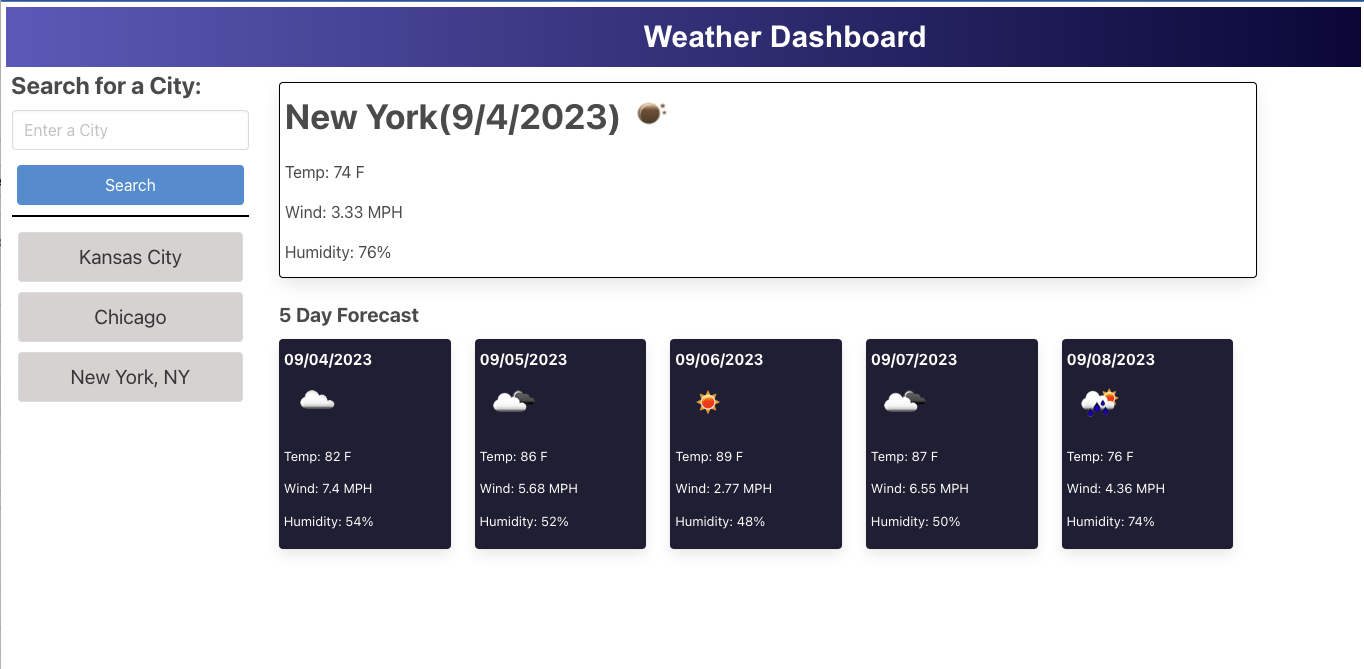 Weather Dashboard
Search for a City:
Enter a City
Search
Kansas City
Chicago
New York, NY
New York(9/4/2023)
Temp: 74 F
Wind: 3.33 MPH
Humidity: 76%
5 Day Forecast
09/04/2023
Temp: 82 F
Wind: 7.4 MPH
Humidity: 54%
09/05/2023
Temp: 86 F
Wind: 5.68 MPH
Humidity: 52%
09/06/2023
Temp: 89 F
Wind: 2.77 MPH
Humidity: 48%
09/07/2023
Temp: 87 F
Wind: 6.55 MPH
Humidity: 50%
09/08/2023
Temp: 76 F
Wind: 4.36 MPH
Humidity: 74%